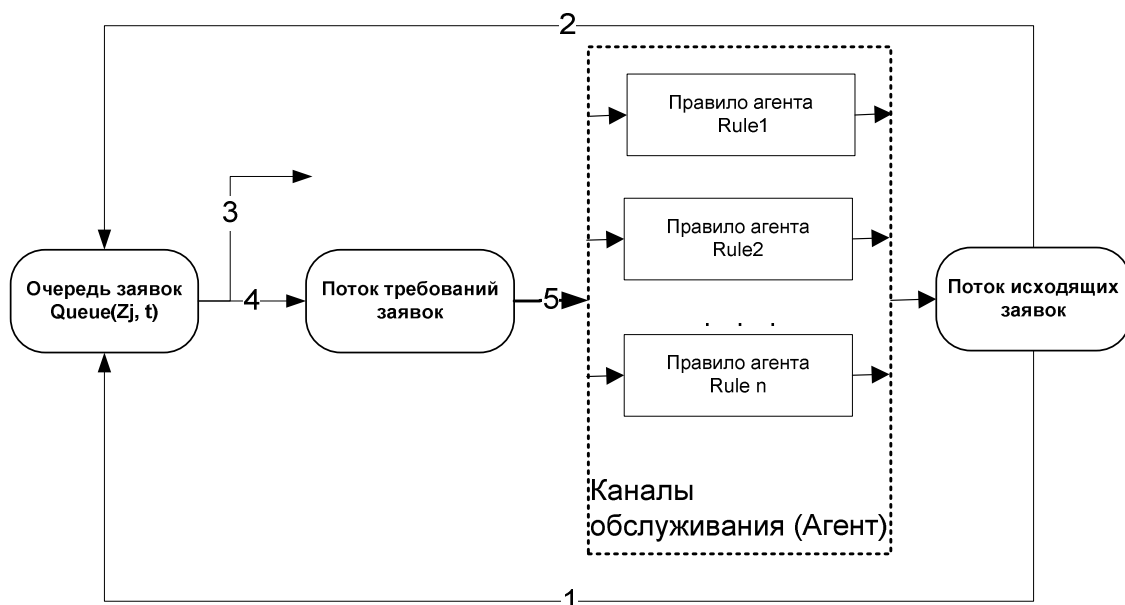 2
Правило агента
Rule1
3
Правило агента
Rule2
Очередь заявок
Queue(Zj, t)
4
Поток требований
заявок
5
Поток исходящих
заявок
. . .
Правило агента
Rule n
Каналы
обслуживания (Агент)
1